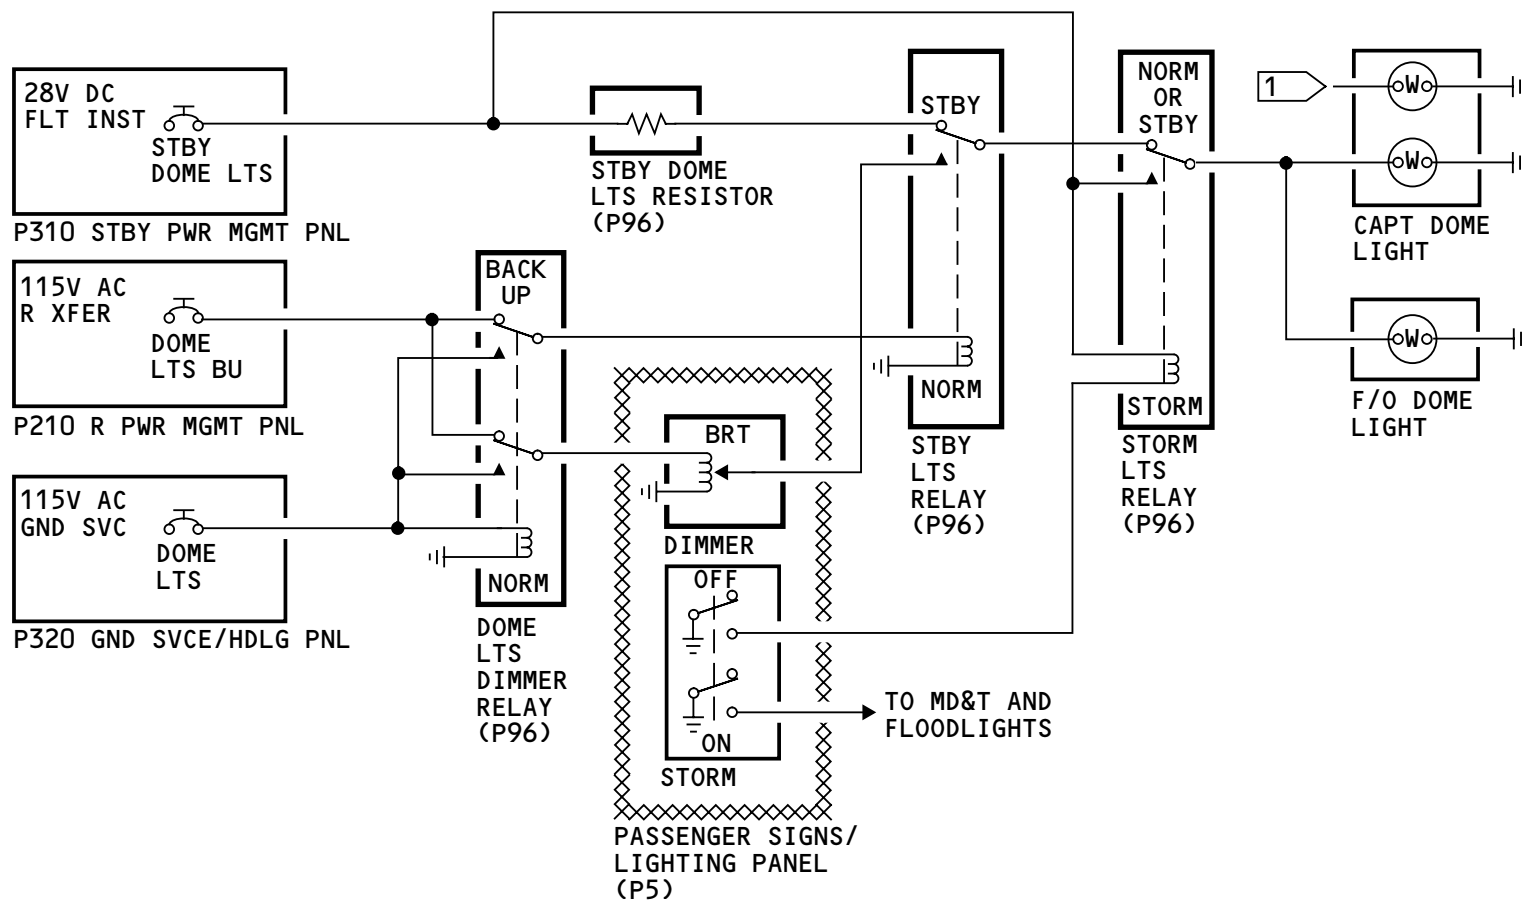 28V DC
FLT INST
STBY
DOME LTS
P310 STBY PWR MGMT PNL
115V AC
R XFER
DOME
LTS BU
P210 R PWR MGMT PNL
115V AC
GND SVC
DOME
LTS
P320 GND SVCE/HDLG PNL
BACK
UP
NORM
DOME
LTS
DIMMER
RELAY
(P96)
STBY DOME
LTS RESISTOR
(P96)
BRT
DIMMER
OFF
ON
STORM
PASSENGER SIGNS/
LIGHTING PANEL
(P5)
TO MD&T AND
FLOODLIGHTS
STBY
NORM
STBY
LTS
RELAY
(P96)
NORM
OR
STBY
STORM
STORM
LTS
RELAY
(P96)
1
W
W
CAPT DOME
LIGHT
W
F/O DOME
LIGHT